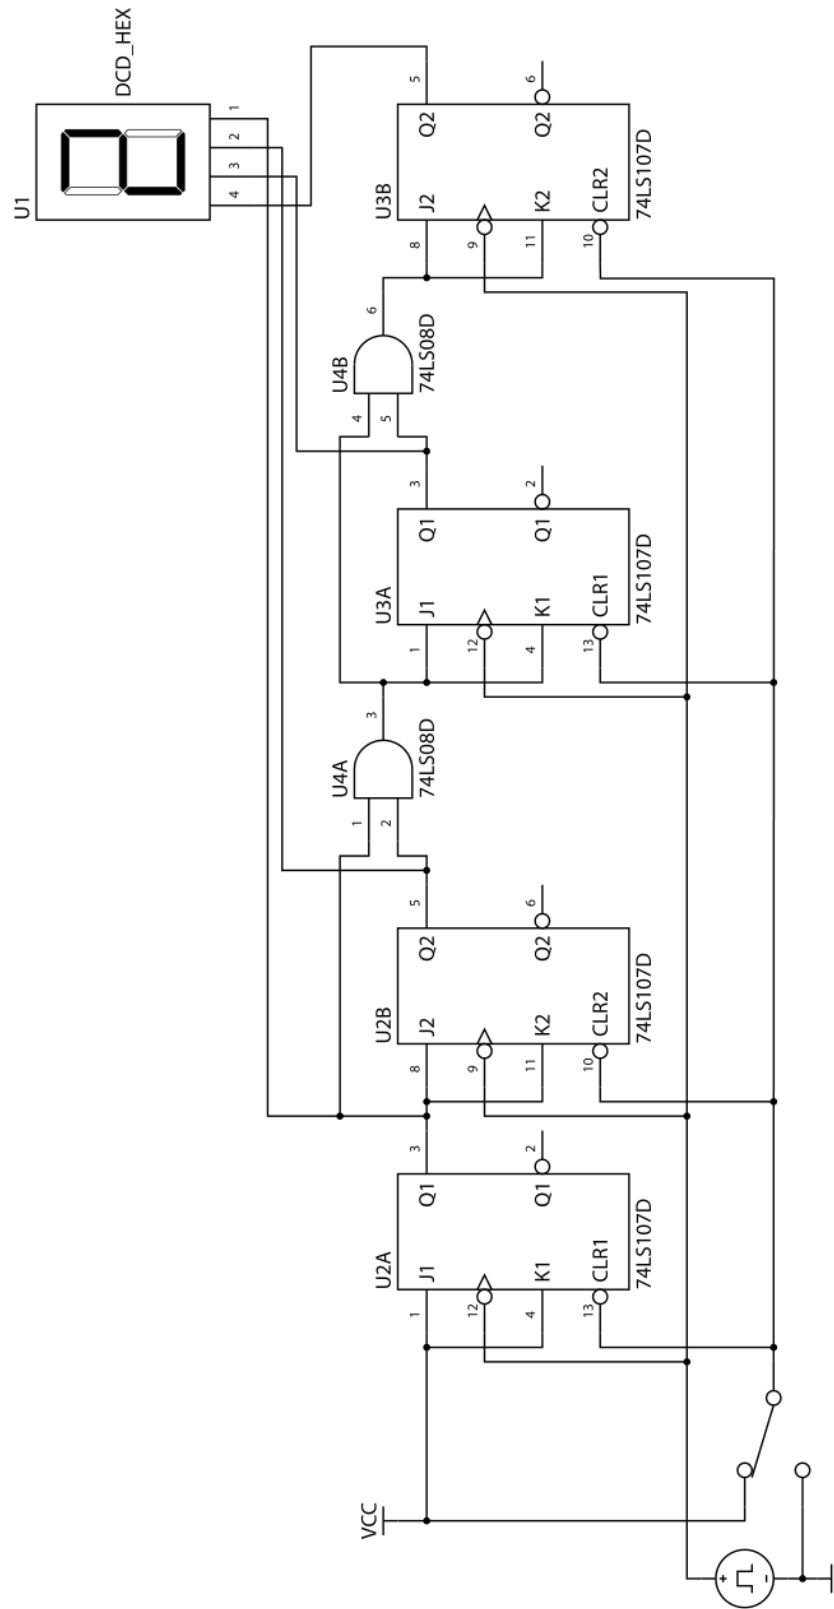 U1
DCD_HEX
2
4 3 2 1
U4A
U4B
1
3
2
74LS08D
4
6
5
74LS08D
VCC
U2A
1
J1
Q1
3
12
4
K1
Q1
2
13
CLR1
74LS107D
U2B
8
J2
Q2
5
9
11
K2
Q2
6
10
CLR2
74LS107D
U3A
1
J1
Q1
3
12
4
K1
Q1
2
13
CLR1
74LS107D
U3B
8
J2
Q2
5
9
11
K2
Q2
6
10
CLR2
74LS107D
+
-